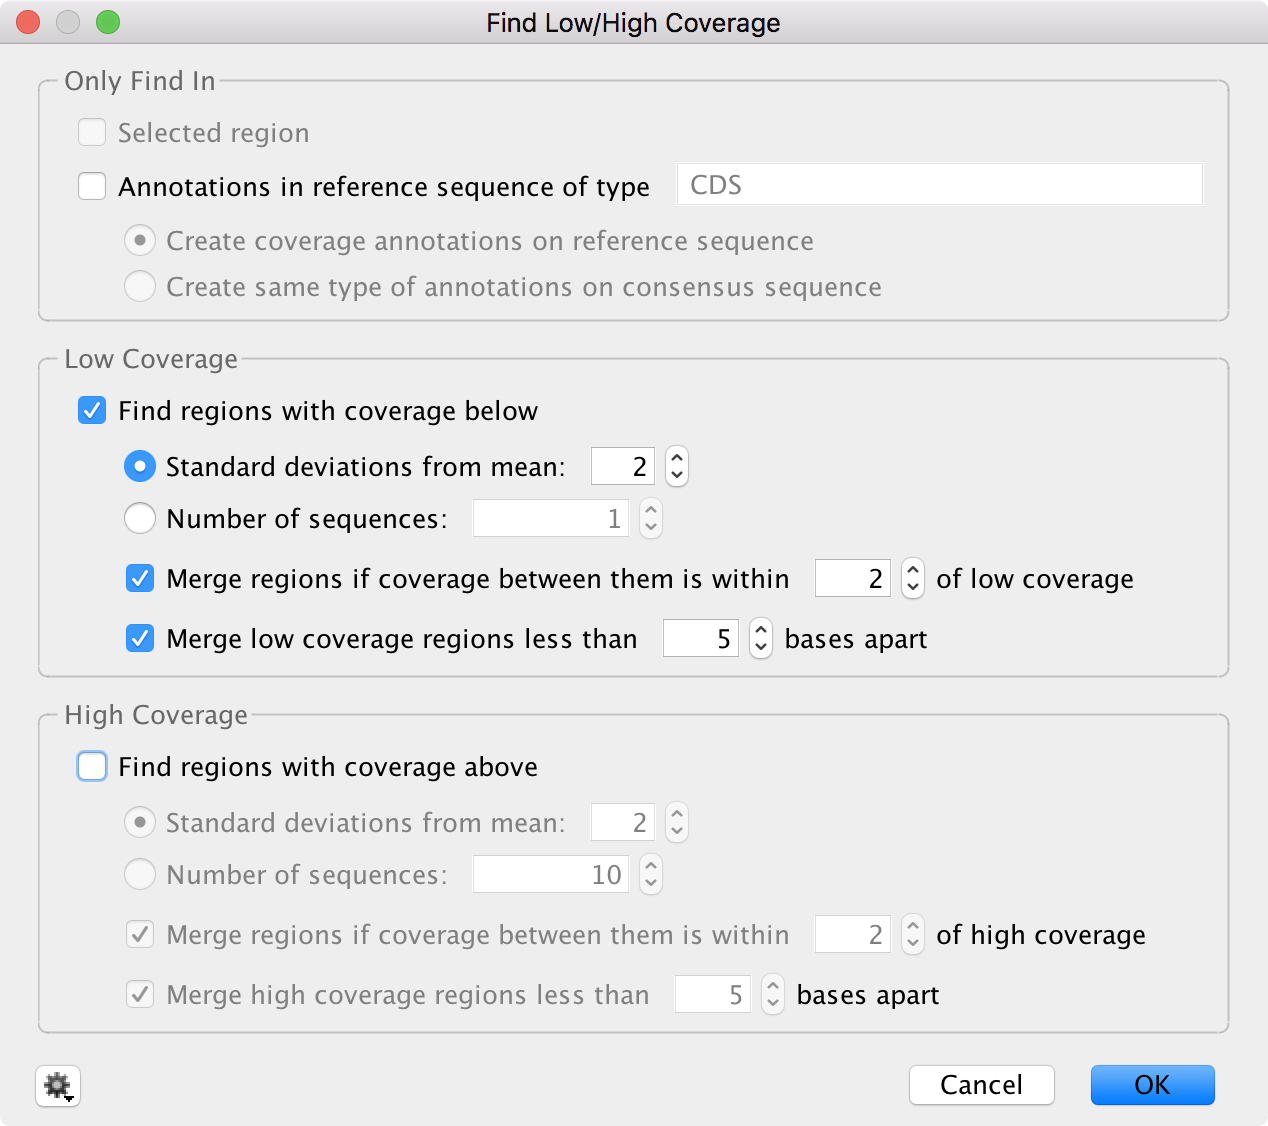 Find Low/High Coverage
Only Find In
Selected region
Annotations in reference sequence of type CDS
Create coverage annotations on reference sequence
Create same type of annotations on consensus sequence
Low Coverage
Find regions with coverage below
Standard deviations from mean: 2
Number of sequences: 1
Merge regions if coverage between them is within 2 of low coverage
Merge low coverage regions less than 5 bases apart
High Coverage
Find regions with coverage above
Standard deviations from mean: 2
Number of sequences: 10
Merge regions if coverage between them is within 2 of high coverage
Merge high coverage regions less than 5 bases apart
Cancel OK